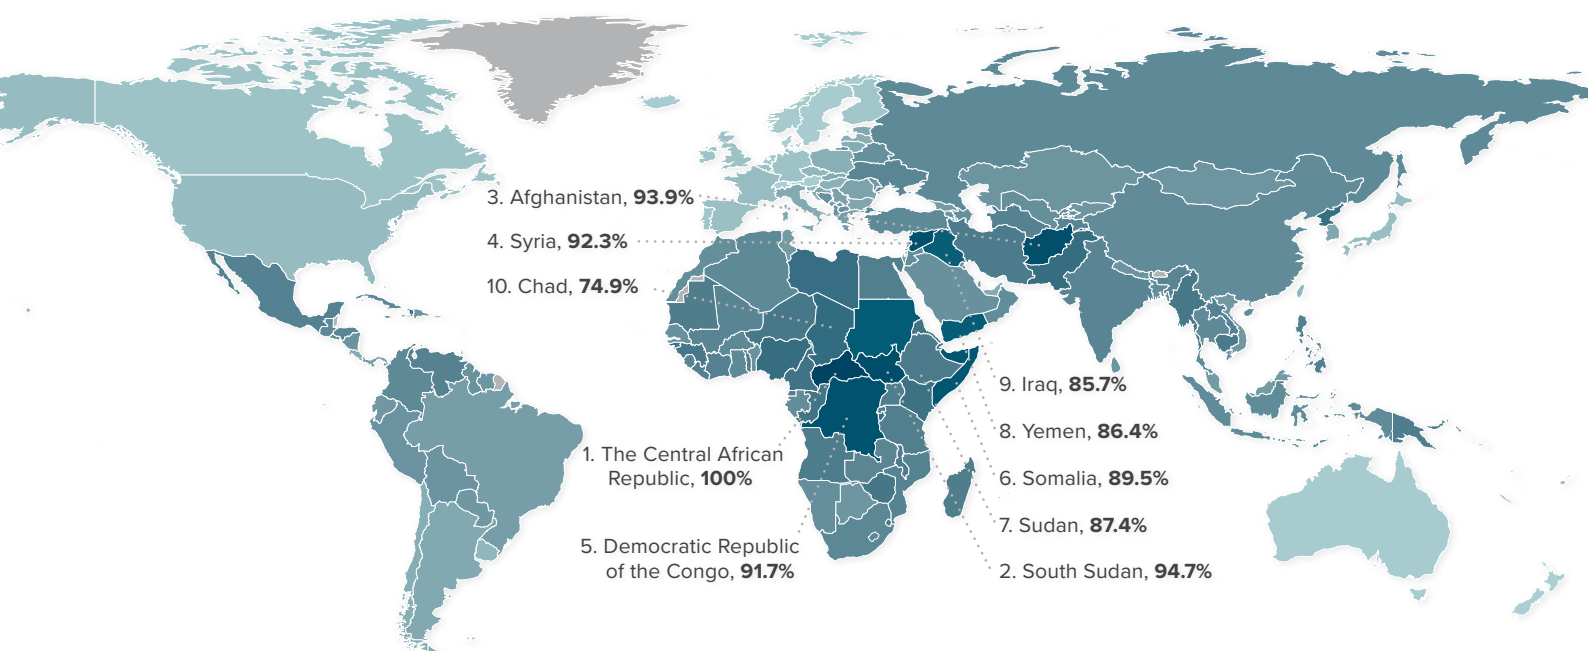 3. Afghanistan, 93.9%
4. Syria, 92.3%
10. Chad, 74.9%
9. Iraq, 85.7%
8. Yemen, 86.4%
1. The Central African
Republic, 100%
6. Somalia, 89.5%
7. Sudan, 87.4%
5. Democratic Republic
of the Congo, 91.7%
2. South Sudan, 94.7%